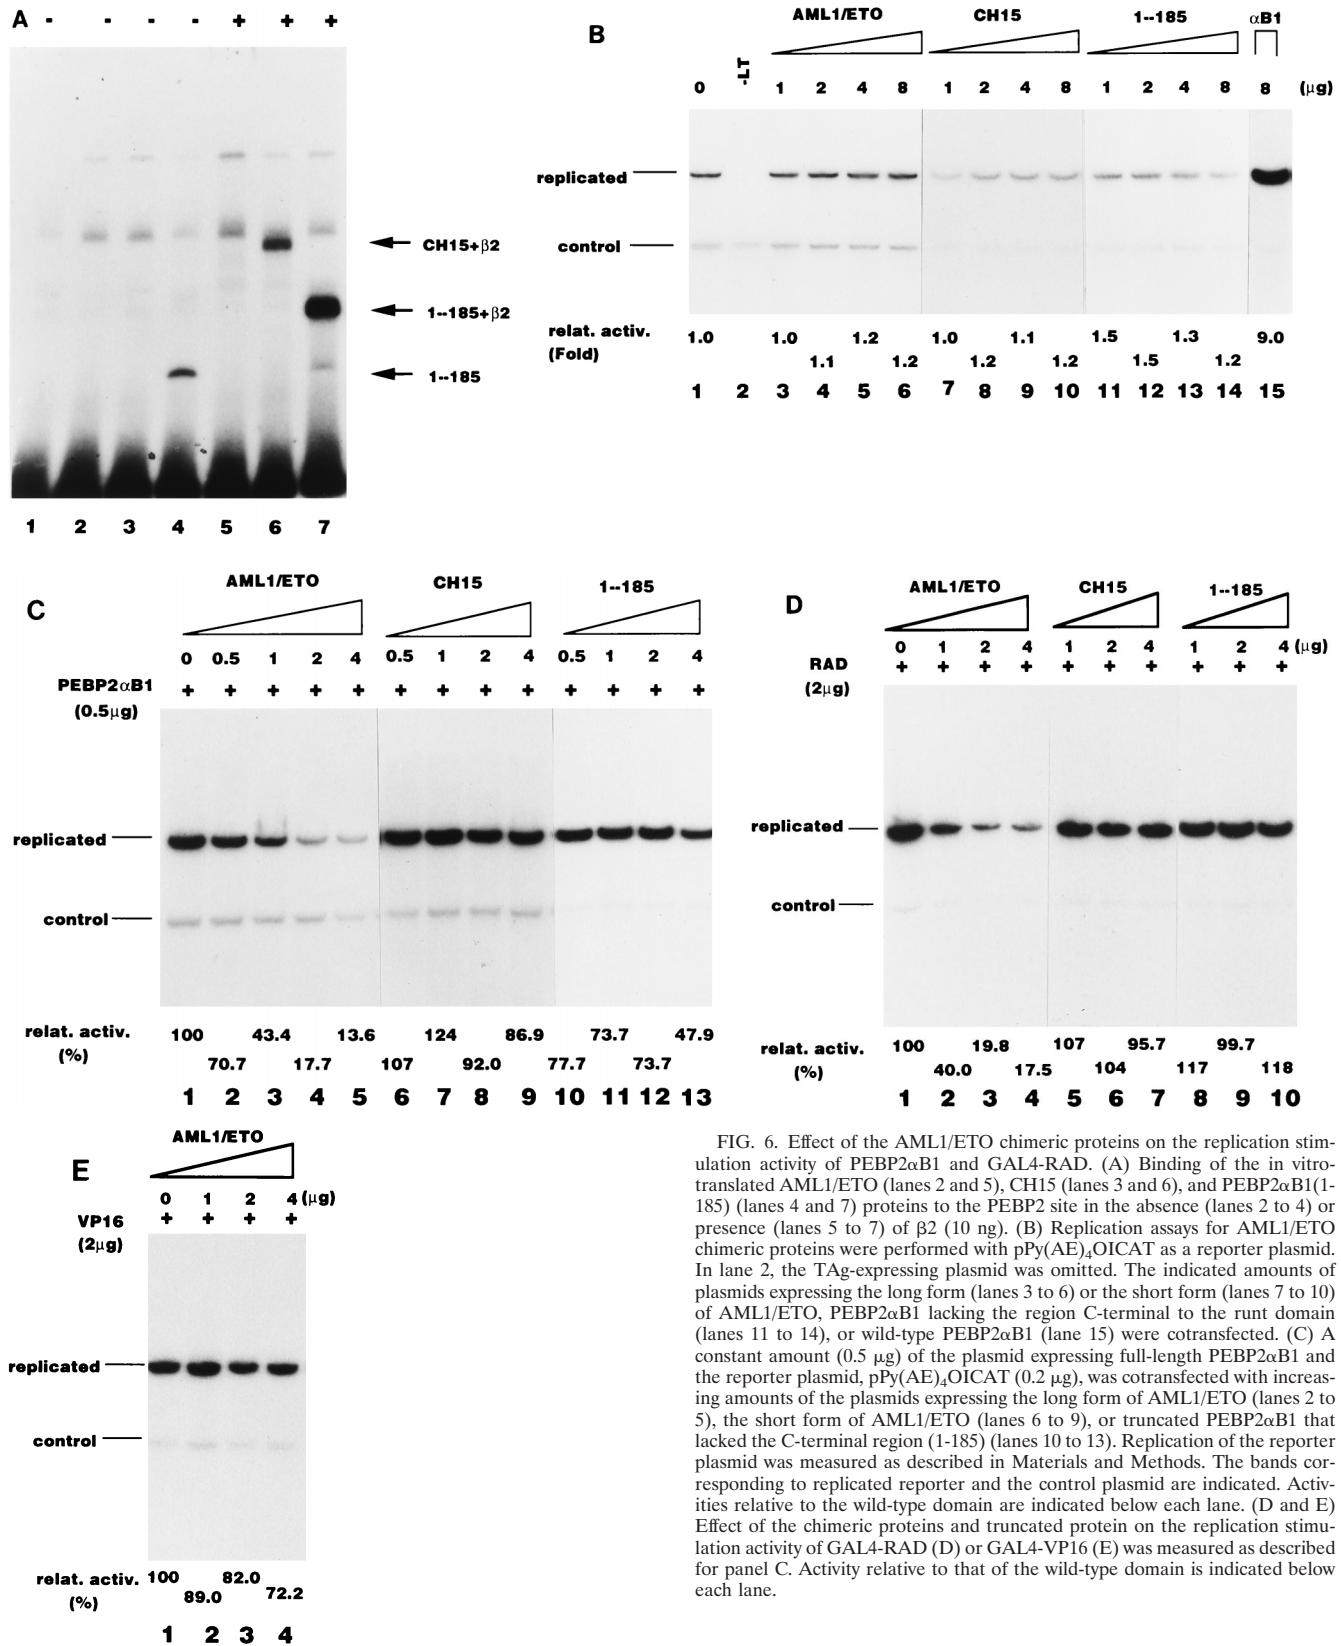 A - - - - + + +
CH15+β2
1--185+β2
1--185
1 2 3 4 5 6 7
B
AML1/ETO CH15 1--185 αB1
0 -LT 1 2 4 8 1 2 4 8 1 2 4 8 8 (μg)
replicated
control
relat. activ. 1.0 1.0 1.2 1.0 1.1 1.5 1.3 9.0
(Fold) 1.1 1.2 1.2 1.2 1.5 1.2
1 2 3 4 5 6 7 8 9 10 11 12 13 14 15
C
AML1/ETO CH15 1--185
0 0.5 1 2 4 0.5 1 2 4 0.5 1 2 4
PEBP2αB1 + + + + + + + + + + + + +
(0.5μg)
replicated
control
relat. activ. 100 43.4 13.6 124 86.9 73.7 47.9
(%) 70.7 17.7 107 92.0 77.7 73.7
1 2 3 4 5 6 7 8 9 10 11 12 13
D
AML1/ETO CH15 1--185
0 1 2 4 1 2 4 1 2 4 (μg)
RAD + + + + + + + + + +
(2μg)
replicated
control
relat. activ. 100 19.8 107 95.7 99.7
(%) 40.0 17.5 104 117 118
1 2 3 4 5 6 7 8 9 10
E
AML1/ETO
0 1 2 4 (μg)
VP16 + + + +
(2μg)
replicated
control
relat. activ. 100 82.0
(%) 89.0 72.2
1 2 3 4
FIG. 6. Effect of the AML1/ETO chimeric proteins on the replication stim-
ulation activity of PEBP2αB1 and GAL4-RAD. (A) Binding of the in vitro-
translated AML1/ETO (lanes 2 and 5), CH15 (lanes 3 and 6), and PEBP2αB1(1-
185) (lanes 4 and 7) proteins to the PEBP2 site in the absence (lanes 2 to 4) or
presence (lanes 5 to 7) of β2 (10 ng). (B) Replication assays for AML1/ETO
chimeric proteins were performed with pPy(AE)₄OICAT as a reporter plasmid.
In lane 2, the TAg-expressing plasmid was omitted. The indicated amounts of
plasmids expressing the long form (lanes 3 to 6) or the short form (lanes 7 to 10)
of AML1/ETO, PEBP2αB1 lacking the region C-terminal to the runt domain
(lanes 11 to 14), or wild-type PEBP2αB1 (lane 15) were cotransfected. (C) A
constant amount (0.5 μg) of the plasmid expressing full-length PEBP2αB1 and
the reporter plasmid, pPy(AE)₄OICAT (0.2 μg), was cotransfected with increas-
ing amounts of the plasmids expressing the long form of AML1/ETO (lanes 2 to
5), the short form of AML1/ETO (lanes 6 to 9), or truncated PEBP2αB1 that
lacked the C-terminal region (1-185) (lanes 10 to 13). Replication of the reporter
plasmid was measured as described in Materials and Methods. The bands cor-
responding to replicated reporter and the control plasmid are indicated. Activ-
ities relative to the wild-type domain are indicated below each lane. (D and E)
Effect of the chimeric proteins and truncated protein on the replication stimu-
lation activity of GAL4-RAD (D) or GAL4-VP16 (E) was measured as described
for panel C. Activity relative to that of the wild-type domain is indicated below
each lane.